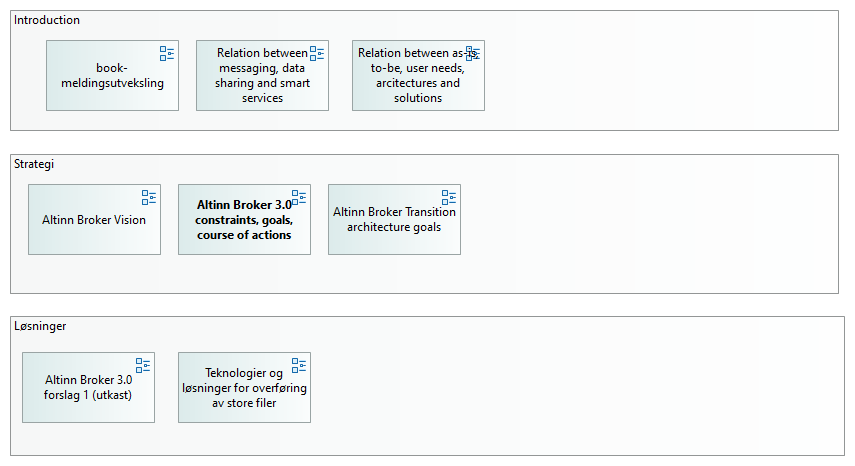 Introduction
book-
meldingsutveksling
Relation between
messaging, data
sharing and smart
services
Relation between as-is,
to-be, user needs,
arcitectures and
solutions
Strategi
Altinn Broker Vision
Altinn Broker 3.0
constraints, goals,
course of actions
Altinn Broker Transition
architecture goals
Løsninger
Altinn Broker 3.0
forslag 1 (utkast)
Teknologier og
løsninger for overføring
av store filer